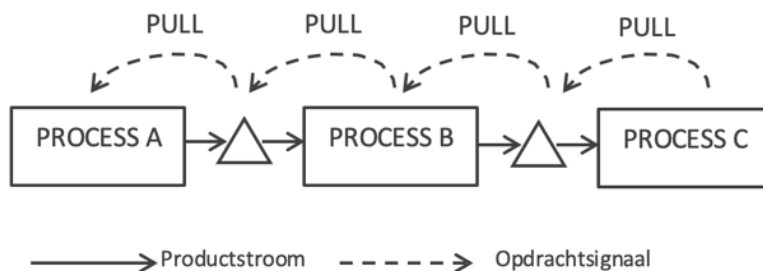 PULL PULL PULL PULL
PROCESS A PROCESS B PROCESS C
Productstroom Opdrachtsignaal